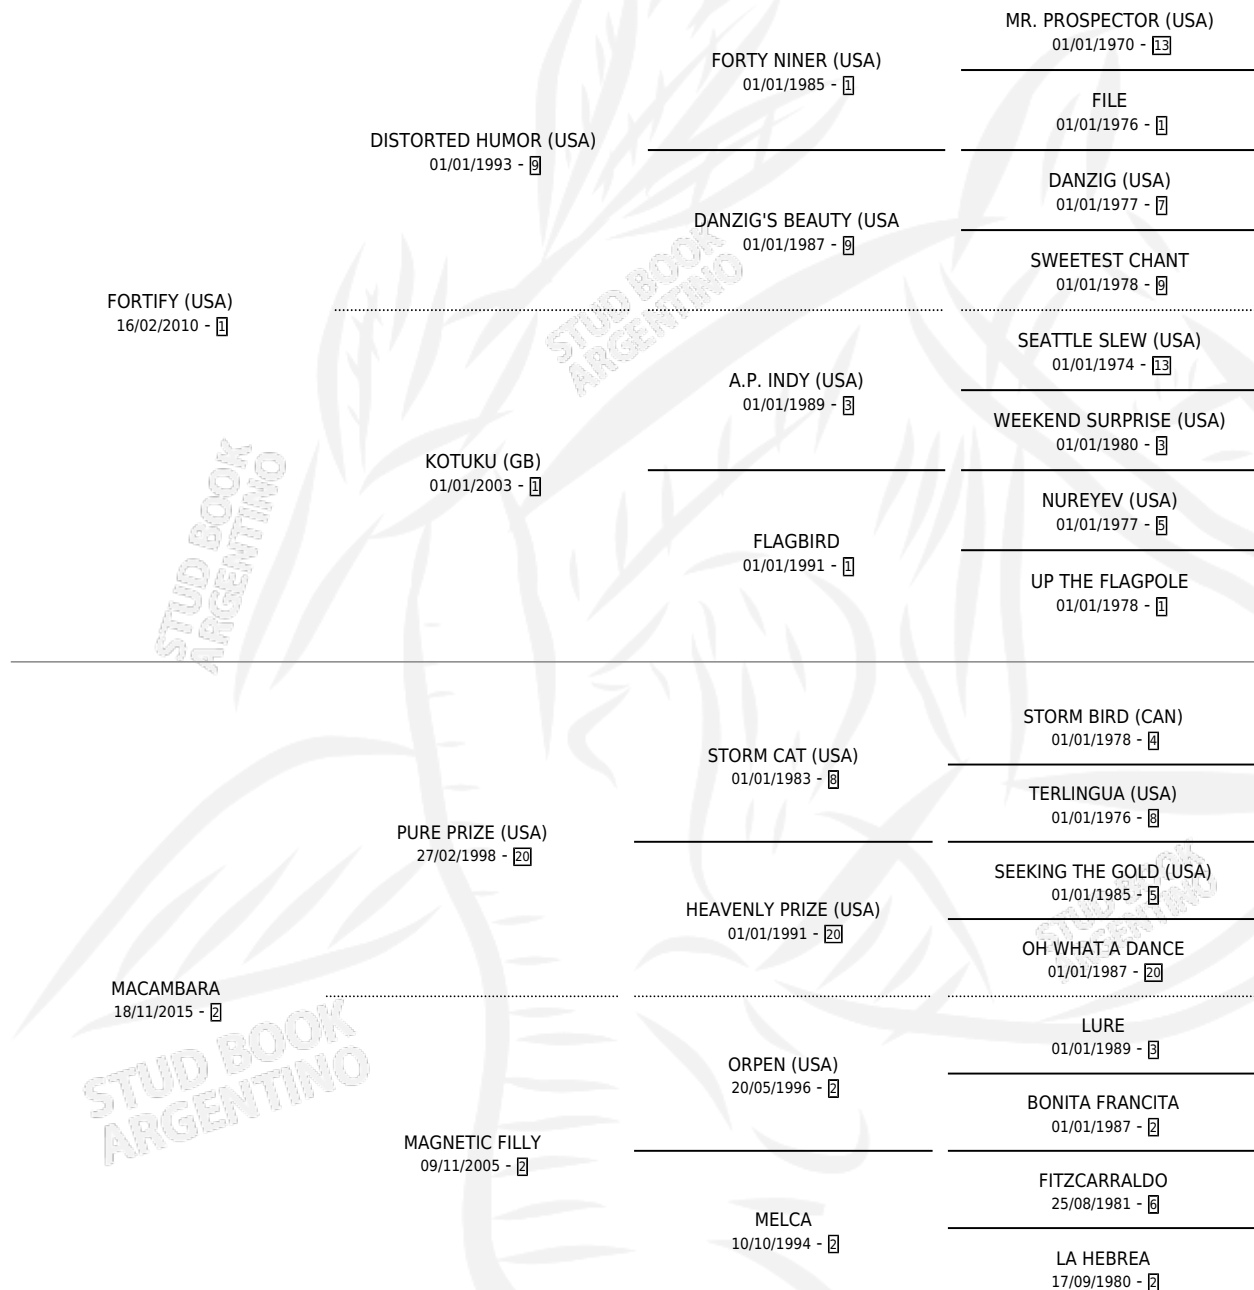 MR. PROSPECTOR (USA)
01/01/1970 - 13
FORTY NINER (USA)
01/01/1985 - 1
FILE
01/01/1976 - 1
DISTORTED HUMOR (USA)
01/01/1993 - 9
DANZIG (USA)
01/01/1977 - 7
DANZIG'S BEAUTY (USA
01/01/1987 - 9
SWEETEST CHANT
01/01/1978 - 9
FORTIFY (USA)
16/02/2010 - 1
SEATTLE SLEW (USA)
01/01/1974 - 13
A.P. INDY (USA)
01/01/1989 - 3
WEEKEND SURPRISE (USA)
01/01/1980 - 3
KOTUKU (GB)
01/01/2003 - 1
NUREYEV (USA)
01/01/1977 - 5
FLAGBIRD
01/01/1991 - 1
UP THE FLAGPOLE
01/01/1978 - 1
STORM BIRD (CAN)
01/01/1978 - 4
STORM CAT (USA)
01/01/1983 - 8
TERLINGUA (USA)
01/01/1976 - 8
PURE PRIZE (USA)
27/02/1998 - 20
SEEKING THE GOLD (USA)
01/01/1985 - 5
HEAVENLY PRIZE (USA)
01/01/1991 - 20
OH WHAT A DANCE
01/01/1987 - 20
MACAMBARA
18/11/2015 - 2
LURE
01/01/1989 - 3
ORPEN (USA)
20/05/1996 - 2
BONITA FRANCITA
01/01/1987 - 2
MAGNETIC FILLY
09/11/2005 - 2
FITZCARRALDO
25/08/1981 - 6
MELCA
10/10/1994 - 2
LA HEBREA
17/09/1980 - 2
STUD BOOK
ARGENTINO
STUD BOOK
ARGENTINO
STUD BOOK
ARGENTINO
STUD BOOK
ARGENTINO